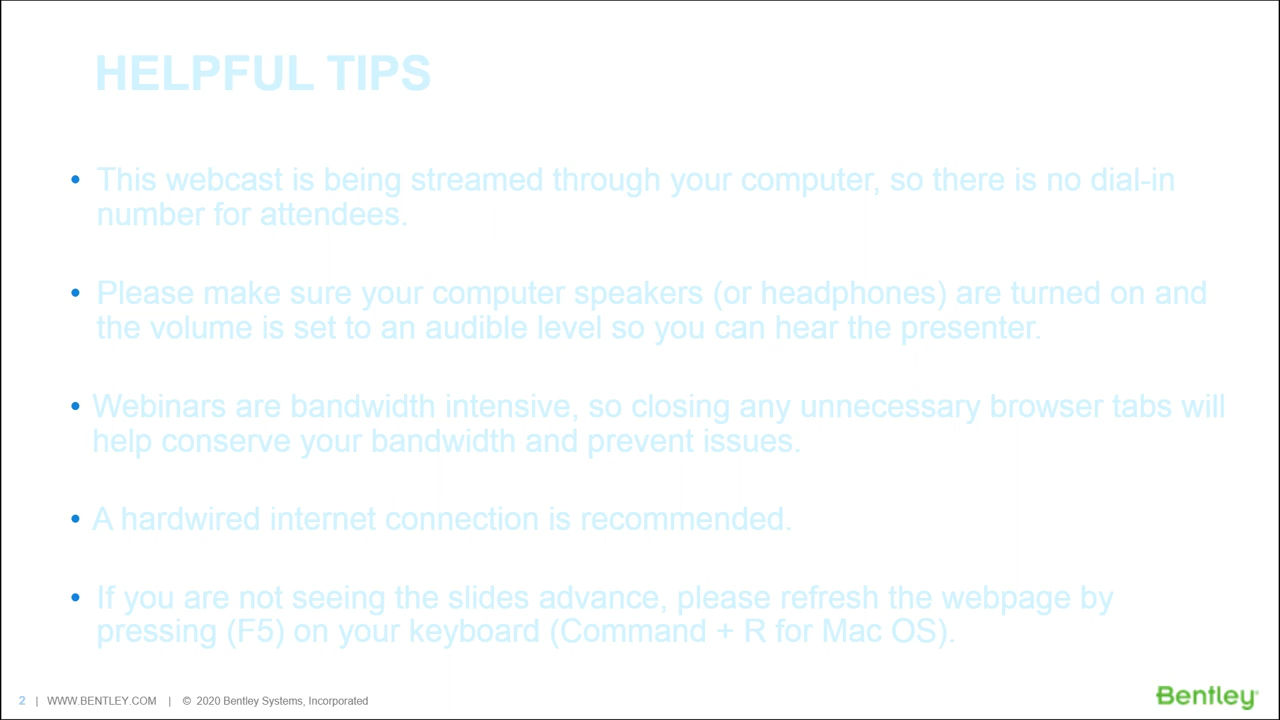 HELPFUL TIPS
• This webcast is being streamed through your computer, so there is no dial-in
number for attendees.
• Please make sure your computer speakers (or headphones) are turned on and
the volume is set to an audible level so you can hear the presenter.
• Webinars are bandwidth intensive, so closing any unnecessary browser tabs will
help conserve your bandwidth and prevent issues.
• A hardwired internet connection is recommended.
• If you are not seeing the slides advance, please refresh the webpage by
pressing (F5) on your keyboard (Command + R for Mac OS).
2 | WWW.BENTLEY.COM | © 2020 Bentley Systems, Incorporated
Bentley®